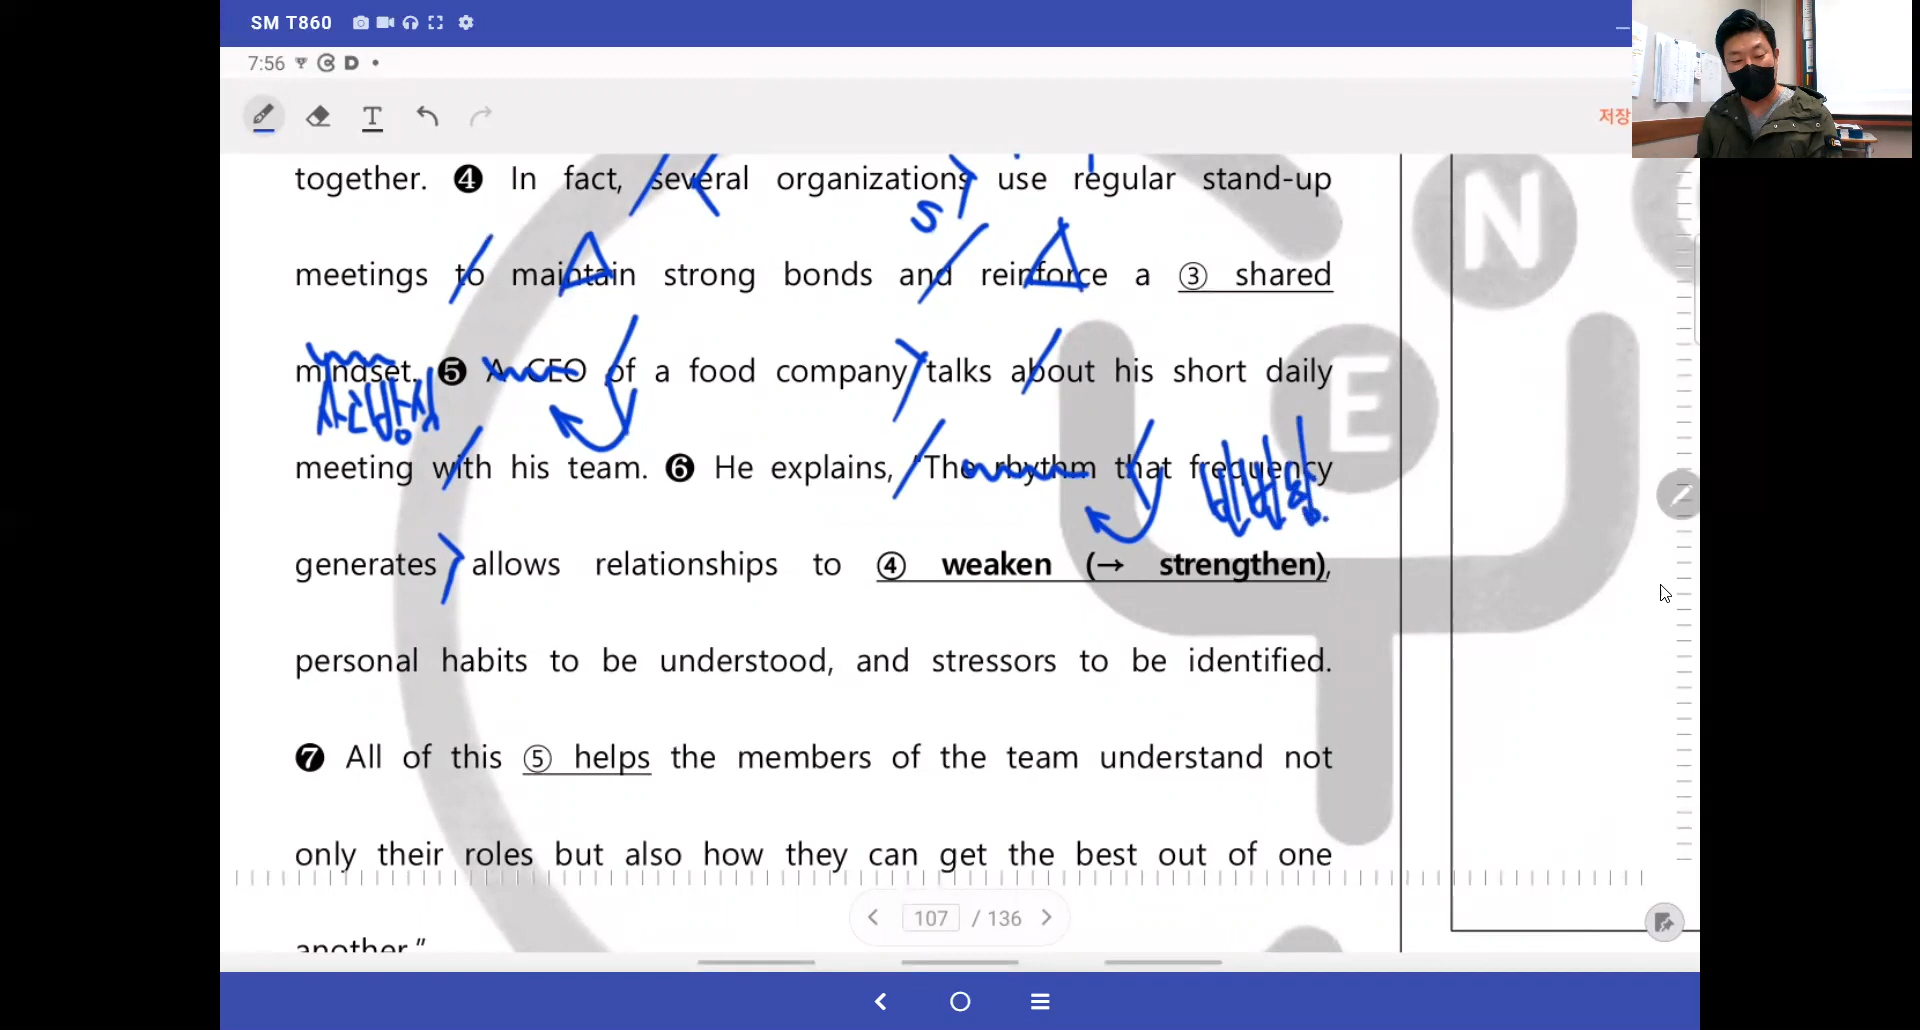 SM T860
7:56
T
저장
together. ❹ In fact, several organizations use regular stand-up
S
meetings to maintain strong bonds and reinforce a ③ shared
mindset. ❺ A CEO of a food company talks about his short daily
사고방식
meeting with his team. ❻ He explains, “The rhythm that frequency
generates allows relationships to ④ weaken (→ strengthen),
personal habits to be understood, and stressors to be identified.
❼ All of this ⑤ helps the members of the team understand not
only their roles but also how they can get the best out of one
another.”
107 / 136
N
E